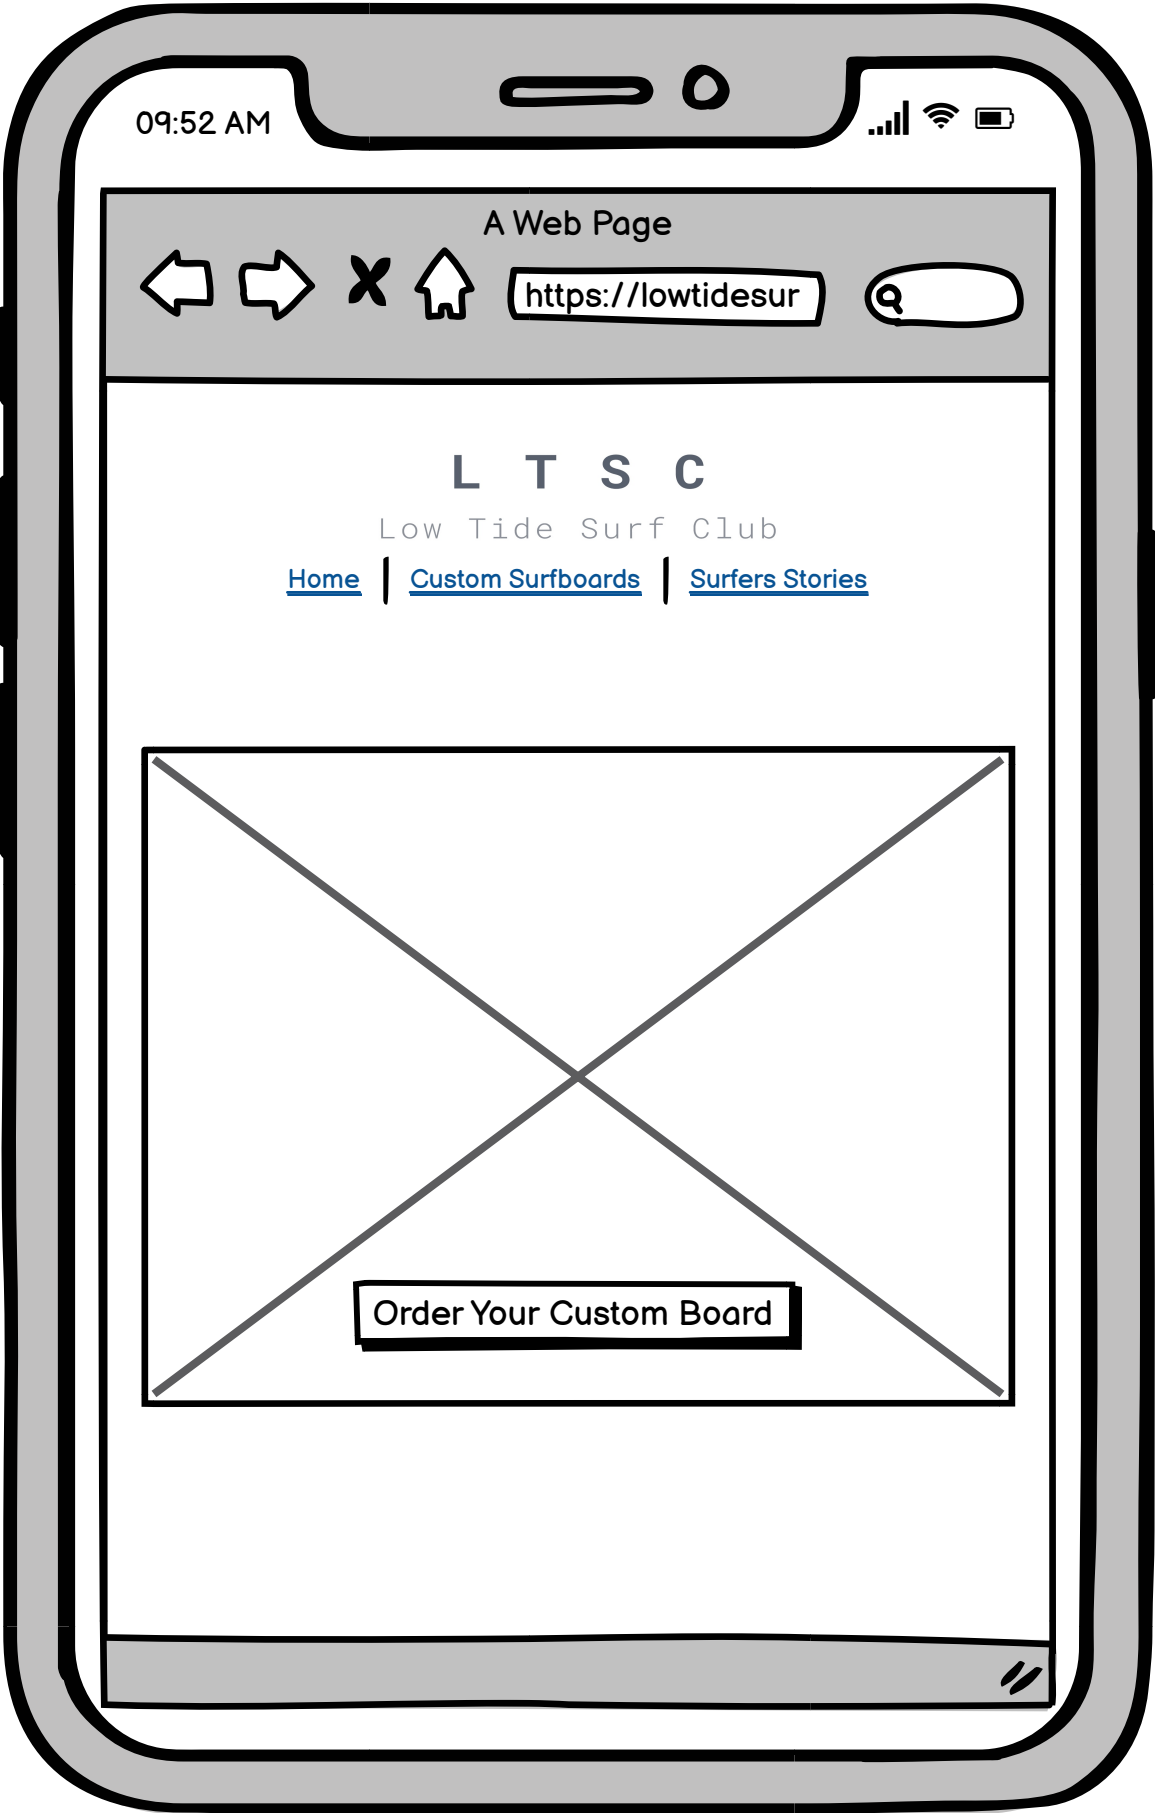 09:52 AM
A Web Page
https://lowtidesur
L T S C
Low Tide Surf Club
Home | Custom Surfboards | Surfers Stories
Order Your Custom Board